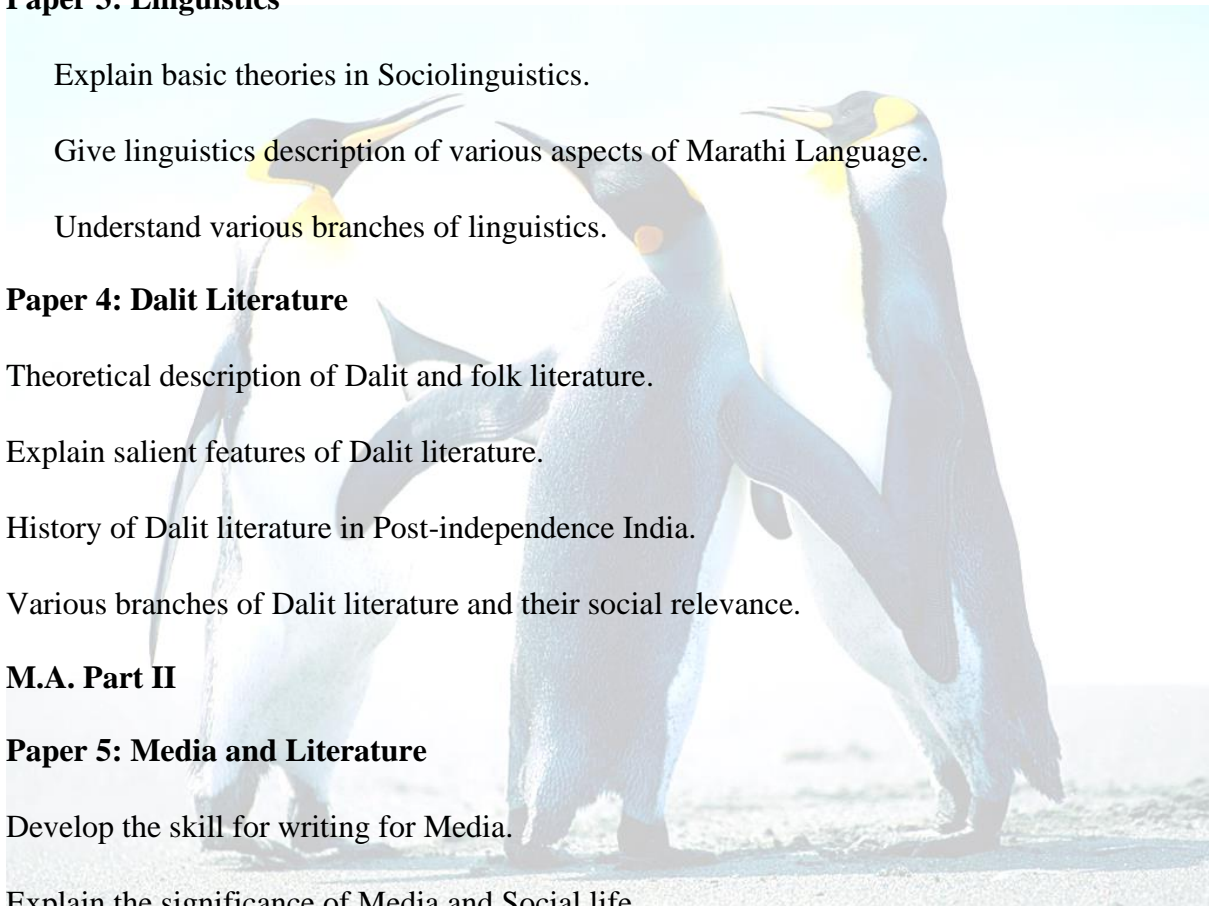 Paper 3: Linguistics
Explain basic theories in Sociolinguistics.
Give linguistics description of various aspects of Marathi Language.
Understand various branches of linguistics.
Paper 4: Dalit Literature
Theoretical description of Dalit and folk literature.
Explain salient features of Dalit literature.
History of Dalit literature in Post-independence India.
Various branches of Dalit literature and their social relevance.
M.A. Part II
Paper 5: Media and Literature
Develop the skill for writing for Media.
Explain the significance of Media and Social life